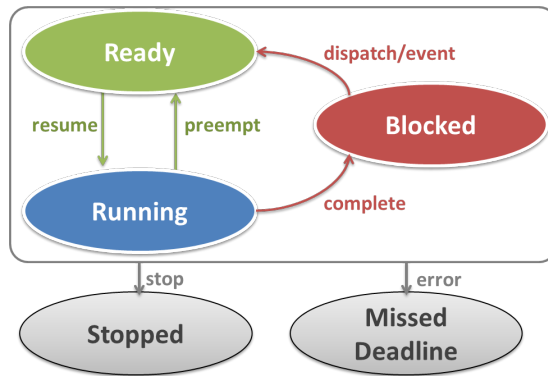 Ready
dispatch/event
resume
preempt
Blocked
Running
complete
stop
error
Stopped
Missed
Deadline